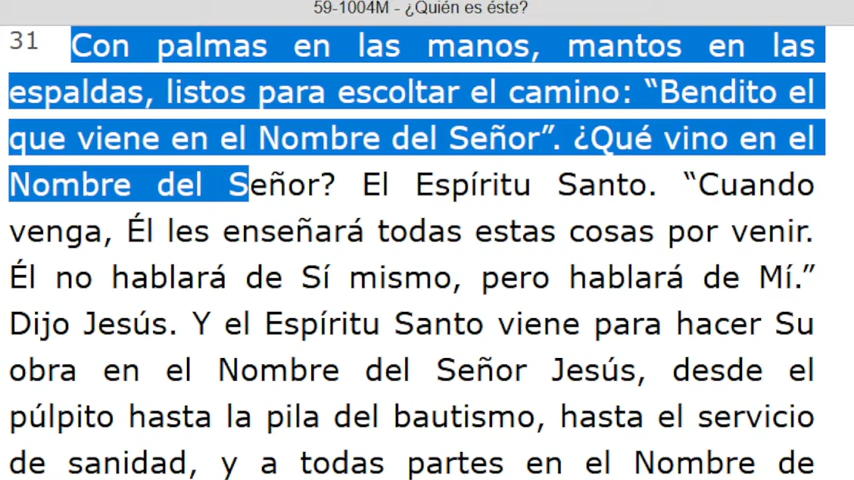 59-1004M - ¿Quién es éste?
31 Con palmas en las manos, mantos en las
espaldas, listos para escoltar el camino: “Bendito el
que viene en el Nombre del Señor”. ¿Qué vino en el
Nombre del Señor? El Espíritu Santo. “Cuando
venga, Él les enseñará todas estas cosas por venir.
Él no hablará de Sí mismo, pero hablará de Mí.”
Dijo Jesús. Y el Espíritu Santo viene para hacer Su
obra en el Nombre del Señor Jesús, desde el
púlpito hasta la pila del bautismo, hasta el servicio
de sanidad, y a todas partes en el Nombre de